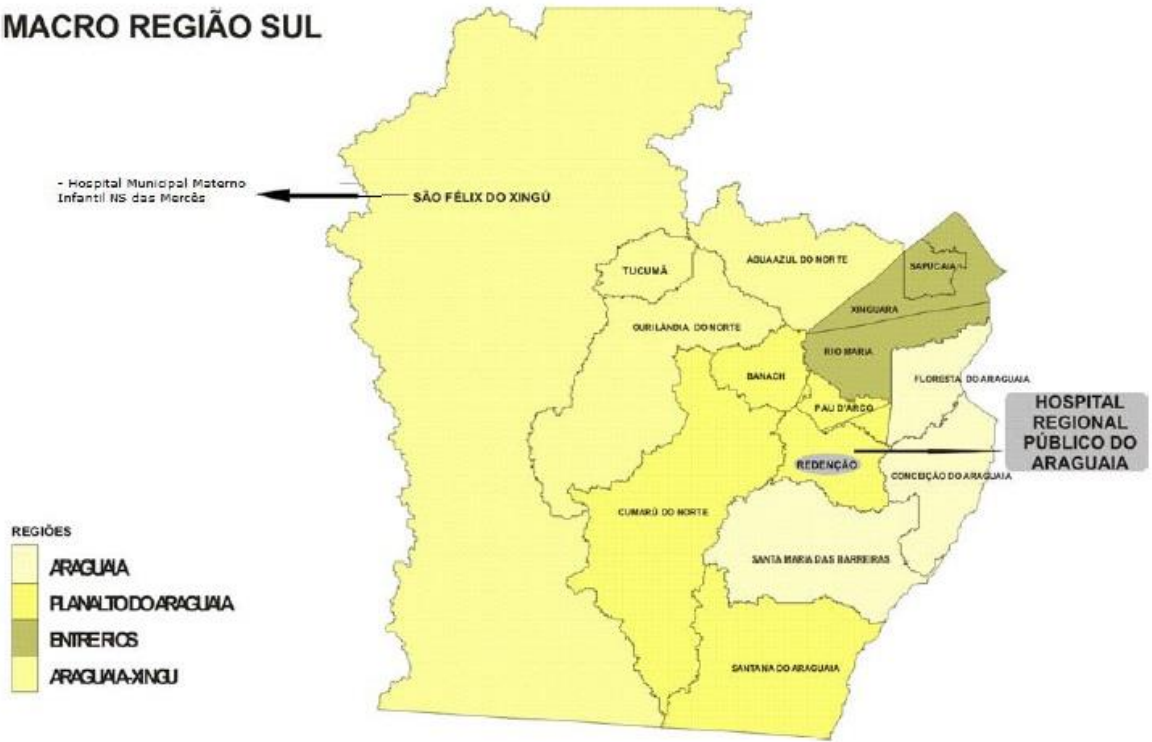 MACRO REGIÃO SUL
- Hospital Municipal Materno
Infantil NS das Mercês
SÃO FÉLIX DO XINGÚ
TUCUMÃ
AGUA AZUL DO NORTE
SAPUCAIA
XINGUARA
OURILÂNDIA DO NORTE
RIO MARIA
BANACH
FLORESTA DO ARAGUAIA
PAU D'ARCO
HOSPITAL
REGIONAL
PÚBLICO DO
ARAGUAIA
REDENÇÃO
CONCEIÇÃO DO ARAGUAIA
CUMARÚ DO NORTE
SANTA MARIA DAS BARREIRAS
SANTANA DO ARAGUAIA
REGIÕES
ARAGUAIA
PLANALTO DO ARAGUAIA
ENTRE RIOS
ARAGUAIA-XINGU